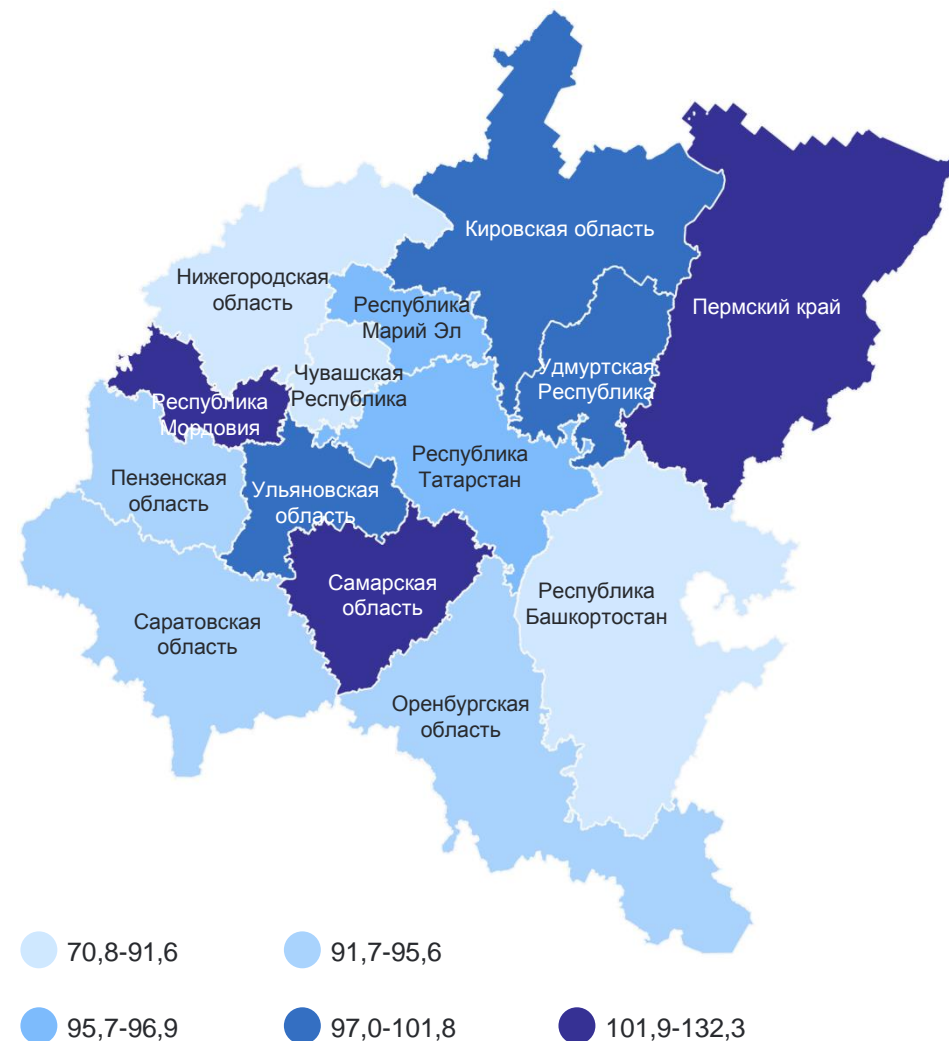 Кировская область
Нижегородская
область
Республика
Марий Эл
Пермский край
Чувашская
Республика
Удмуртская
Республика
Республика
Мордовия
Республика
Татарстан
Пензенская
область
Ульяновская
область
Самарская
область
Республика
Башкортостан
Саратовская
область
Оренбургская
область
70,8-91,6
91,7-95,6
95,7-96,9
97,0-101,8
101,9-132,3